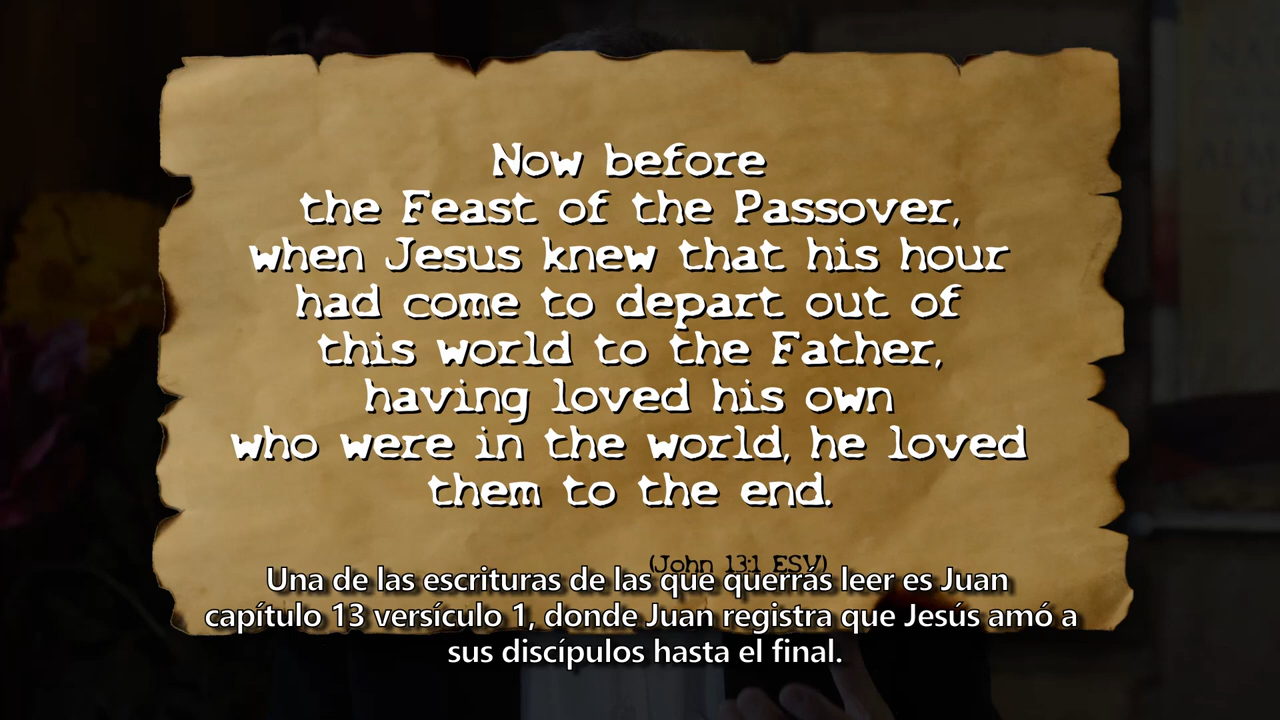 Now before
the Feast of the Passover,
when Jesus knew that his hour
had come to depart out of
this world to the Father,
having loved his own
who were in the world, he loved
them to the end.
(John 13:1 ESV)
Una de las escrituras de las que querrás leer es Juan
capítulo 13 versículo 1, donde Juan registra que Jesús amó a
sus discípulos hasta el final.